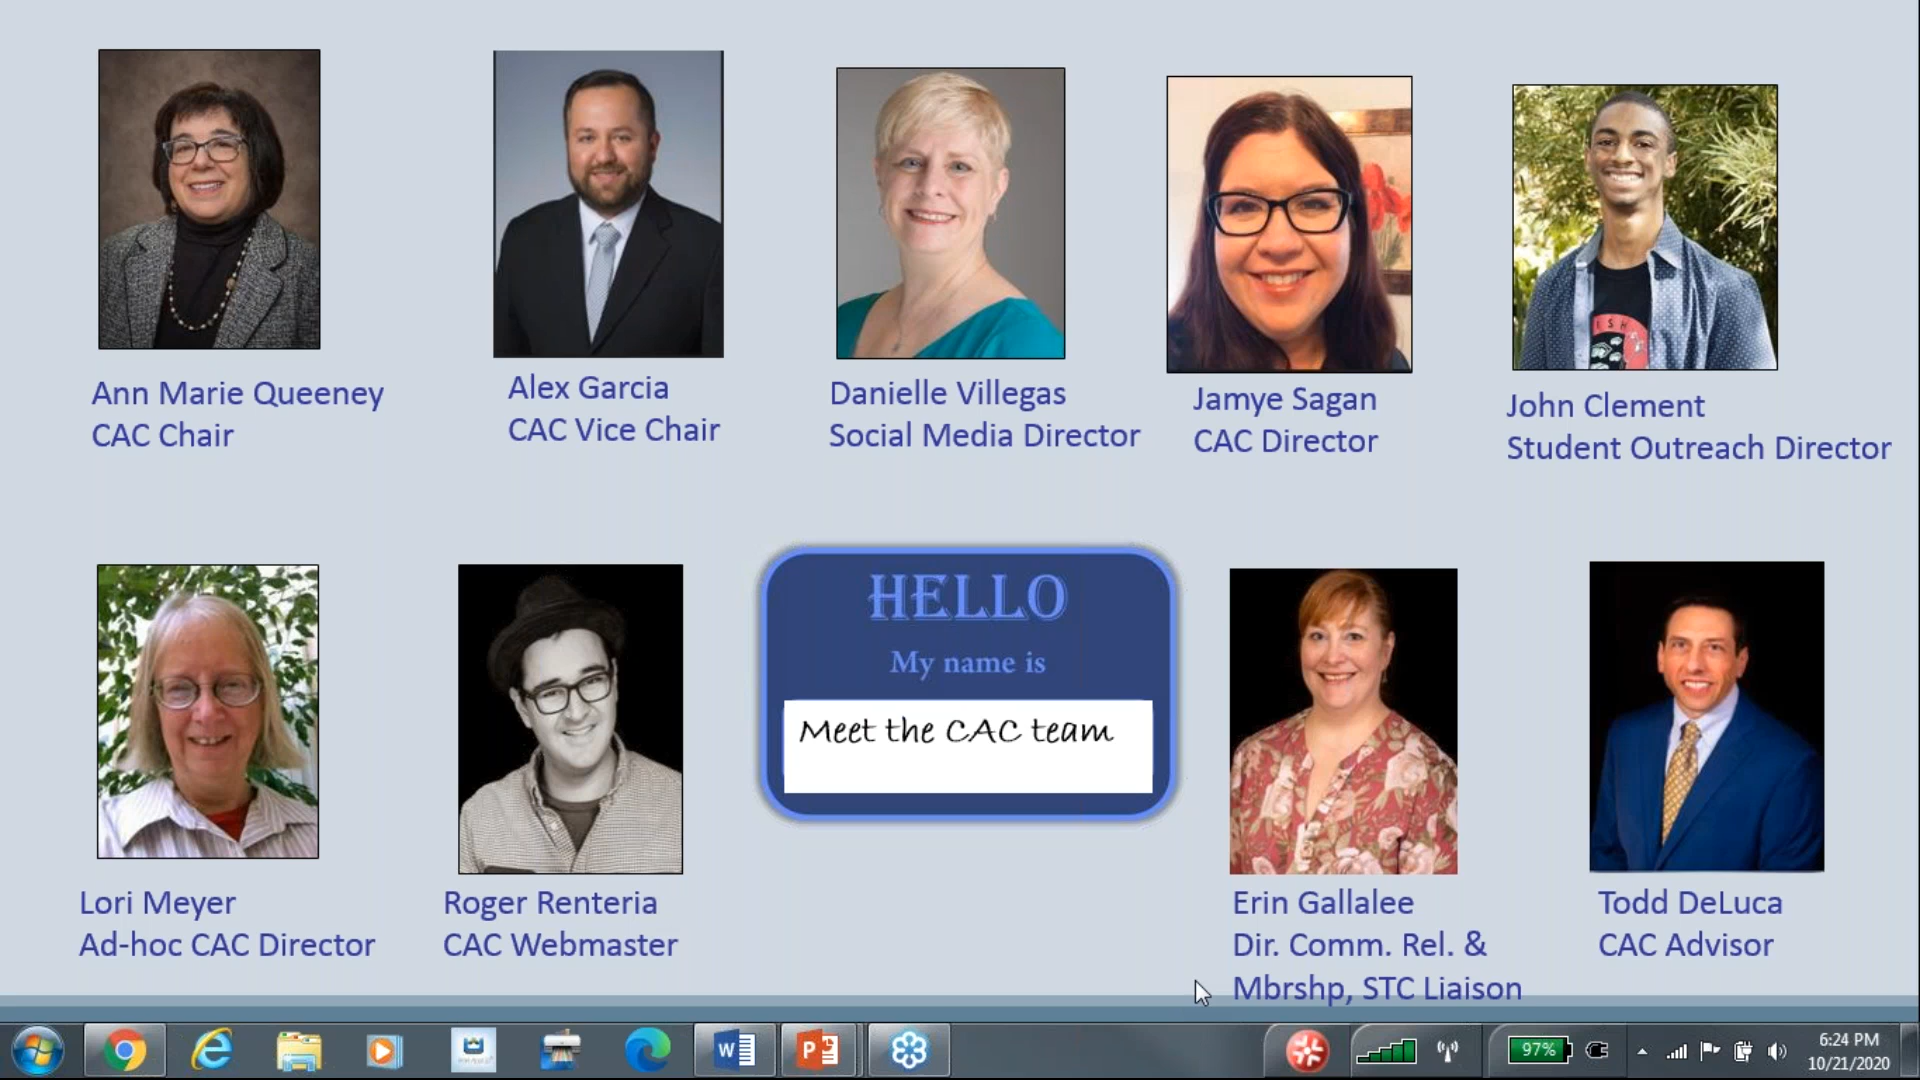 Ann Marie Queeney
CAC Chair
Alex Garcia
CAC Vice Chair
Danielle Villegas
Social Media Director
Jamye Sagan
CAC Director
John Clement
Student Outreach Director
Lori Meyer
Ad-hoc CAC Director
Roger Renteria
CAC Webmaster
HELLO
My name is
Meet the CAC team
Erin Gallalee
Dir. Comm. Rel. &
Mbrshp, STC Liaison
Todd DeLuca
CAC Advisor
97%
6:24 PM
10/21/2020